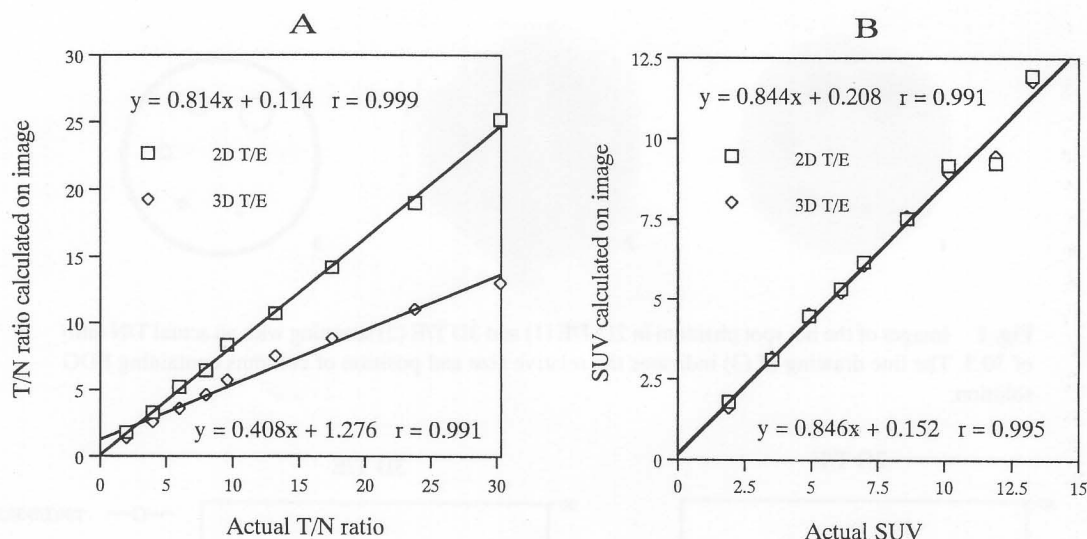 A
T/N ratio calculated on image
30
25
20
15
10
5
0
y = 0.814x + 0.114 r = 0.999
2D T/E
3D T/E
y = 0.408x + 1.276 r = 0.991
0 5 10 15 20 25 30
Actual T/N ratio
B
SUV calculated on image
12.5
10
7.5
5
2.5
0
y = 0.844x + 0.208 r = 0.991
2D T/E
3D T/E
y = 0.846x + 0.152 r = 0.995
0 2.5 5 7.5 10 12.5 15
Actual SUV